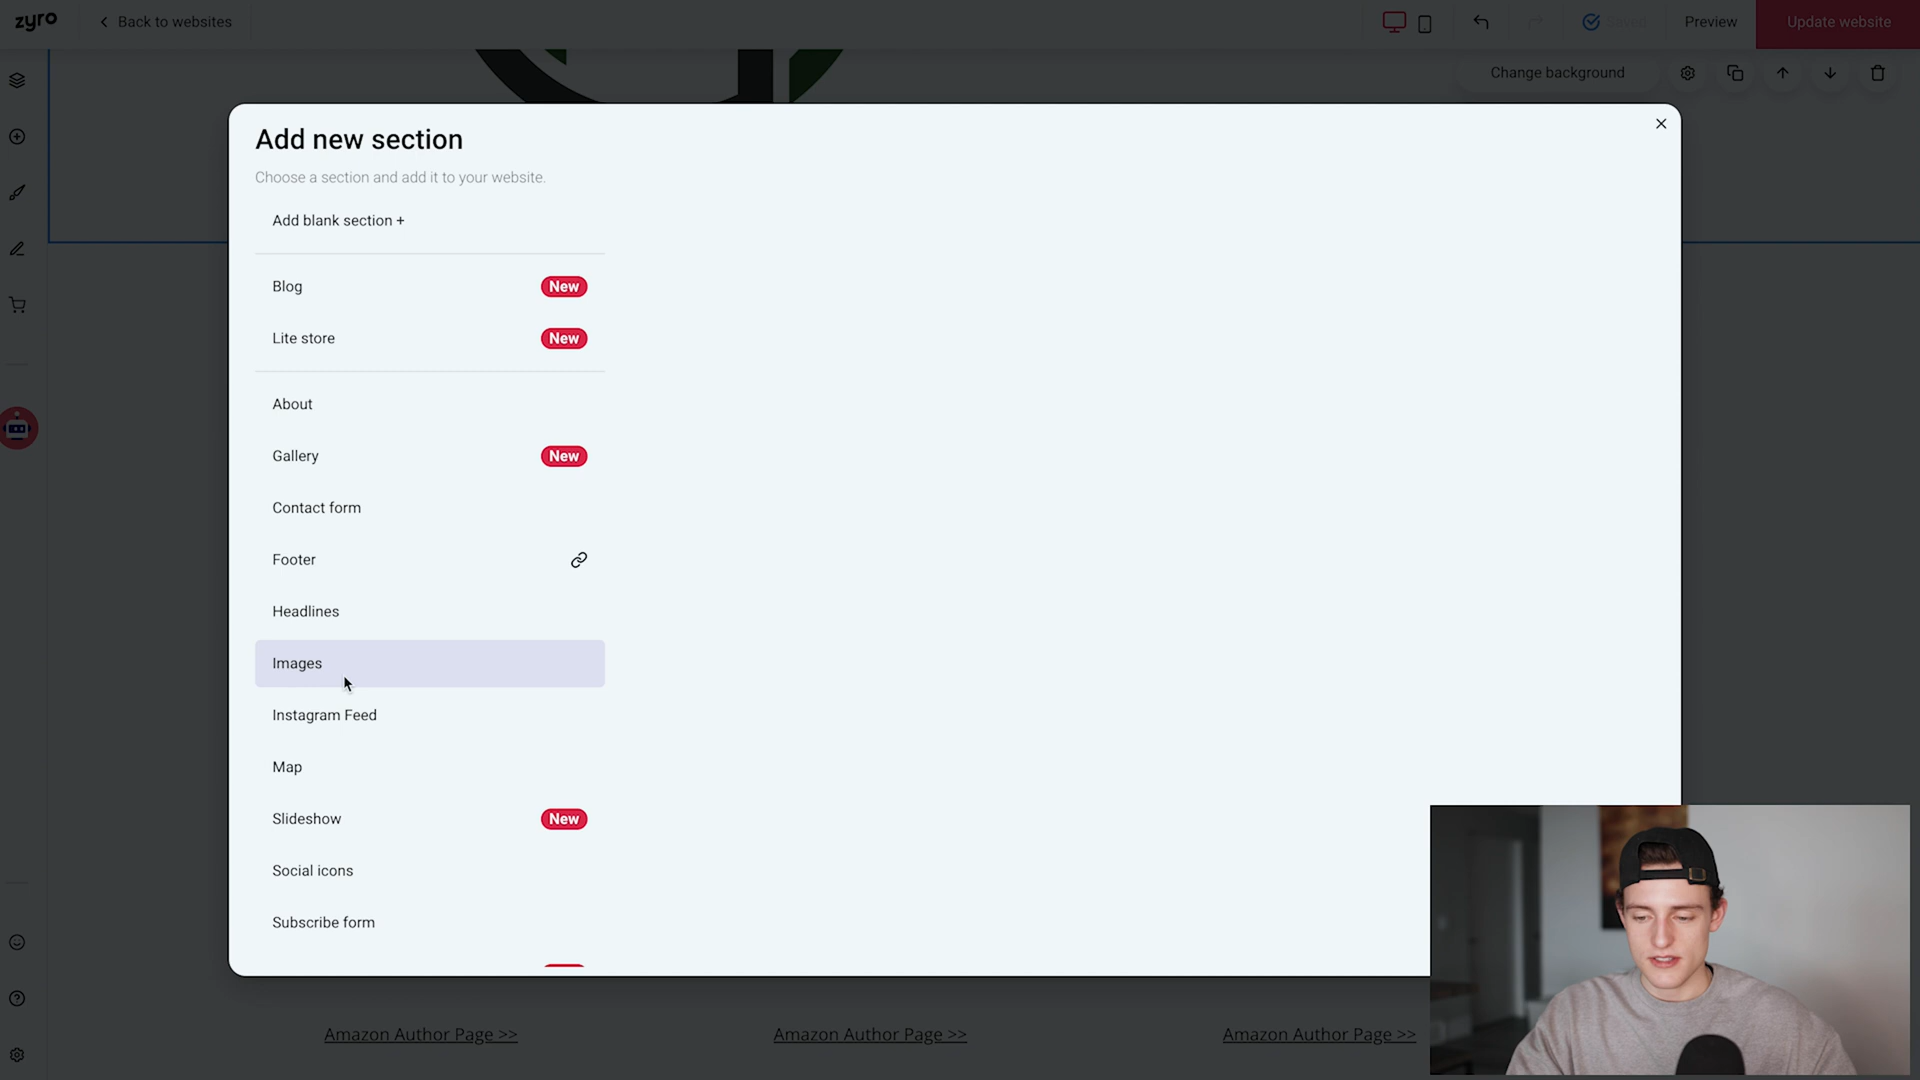 zyro
Back to websites
Saved
Preview
Update website
Change background
Add new section
Choose a section and add it to your website.
Add blank section +
Blog
New
Lite store
New
About
Gallery
New
Contact form
Footer
Headlines
Images
Instagram Feed
Map
Slideshow
New
Social icons
Subscribe form
Amazon Author Page >>
Amazon Author Page >>
Amazon Author Page >>